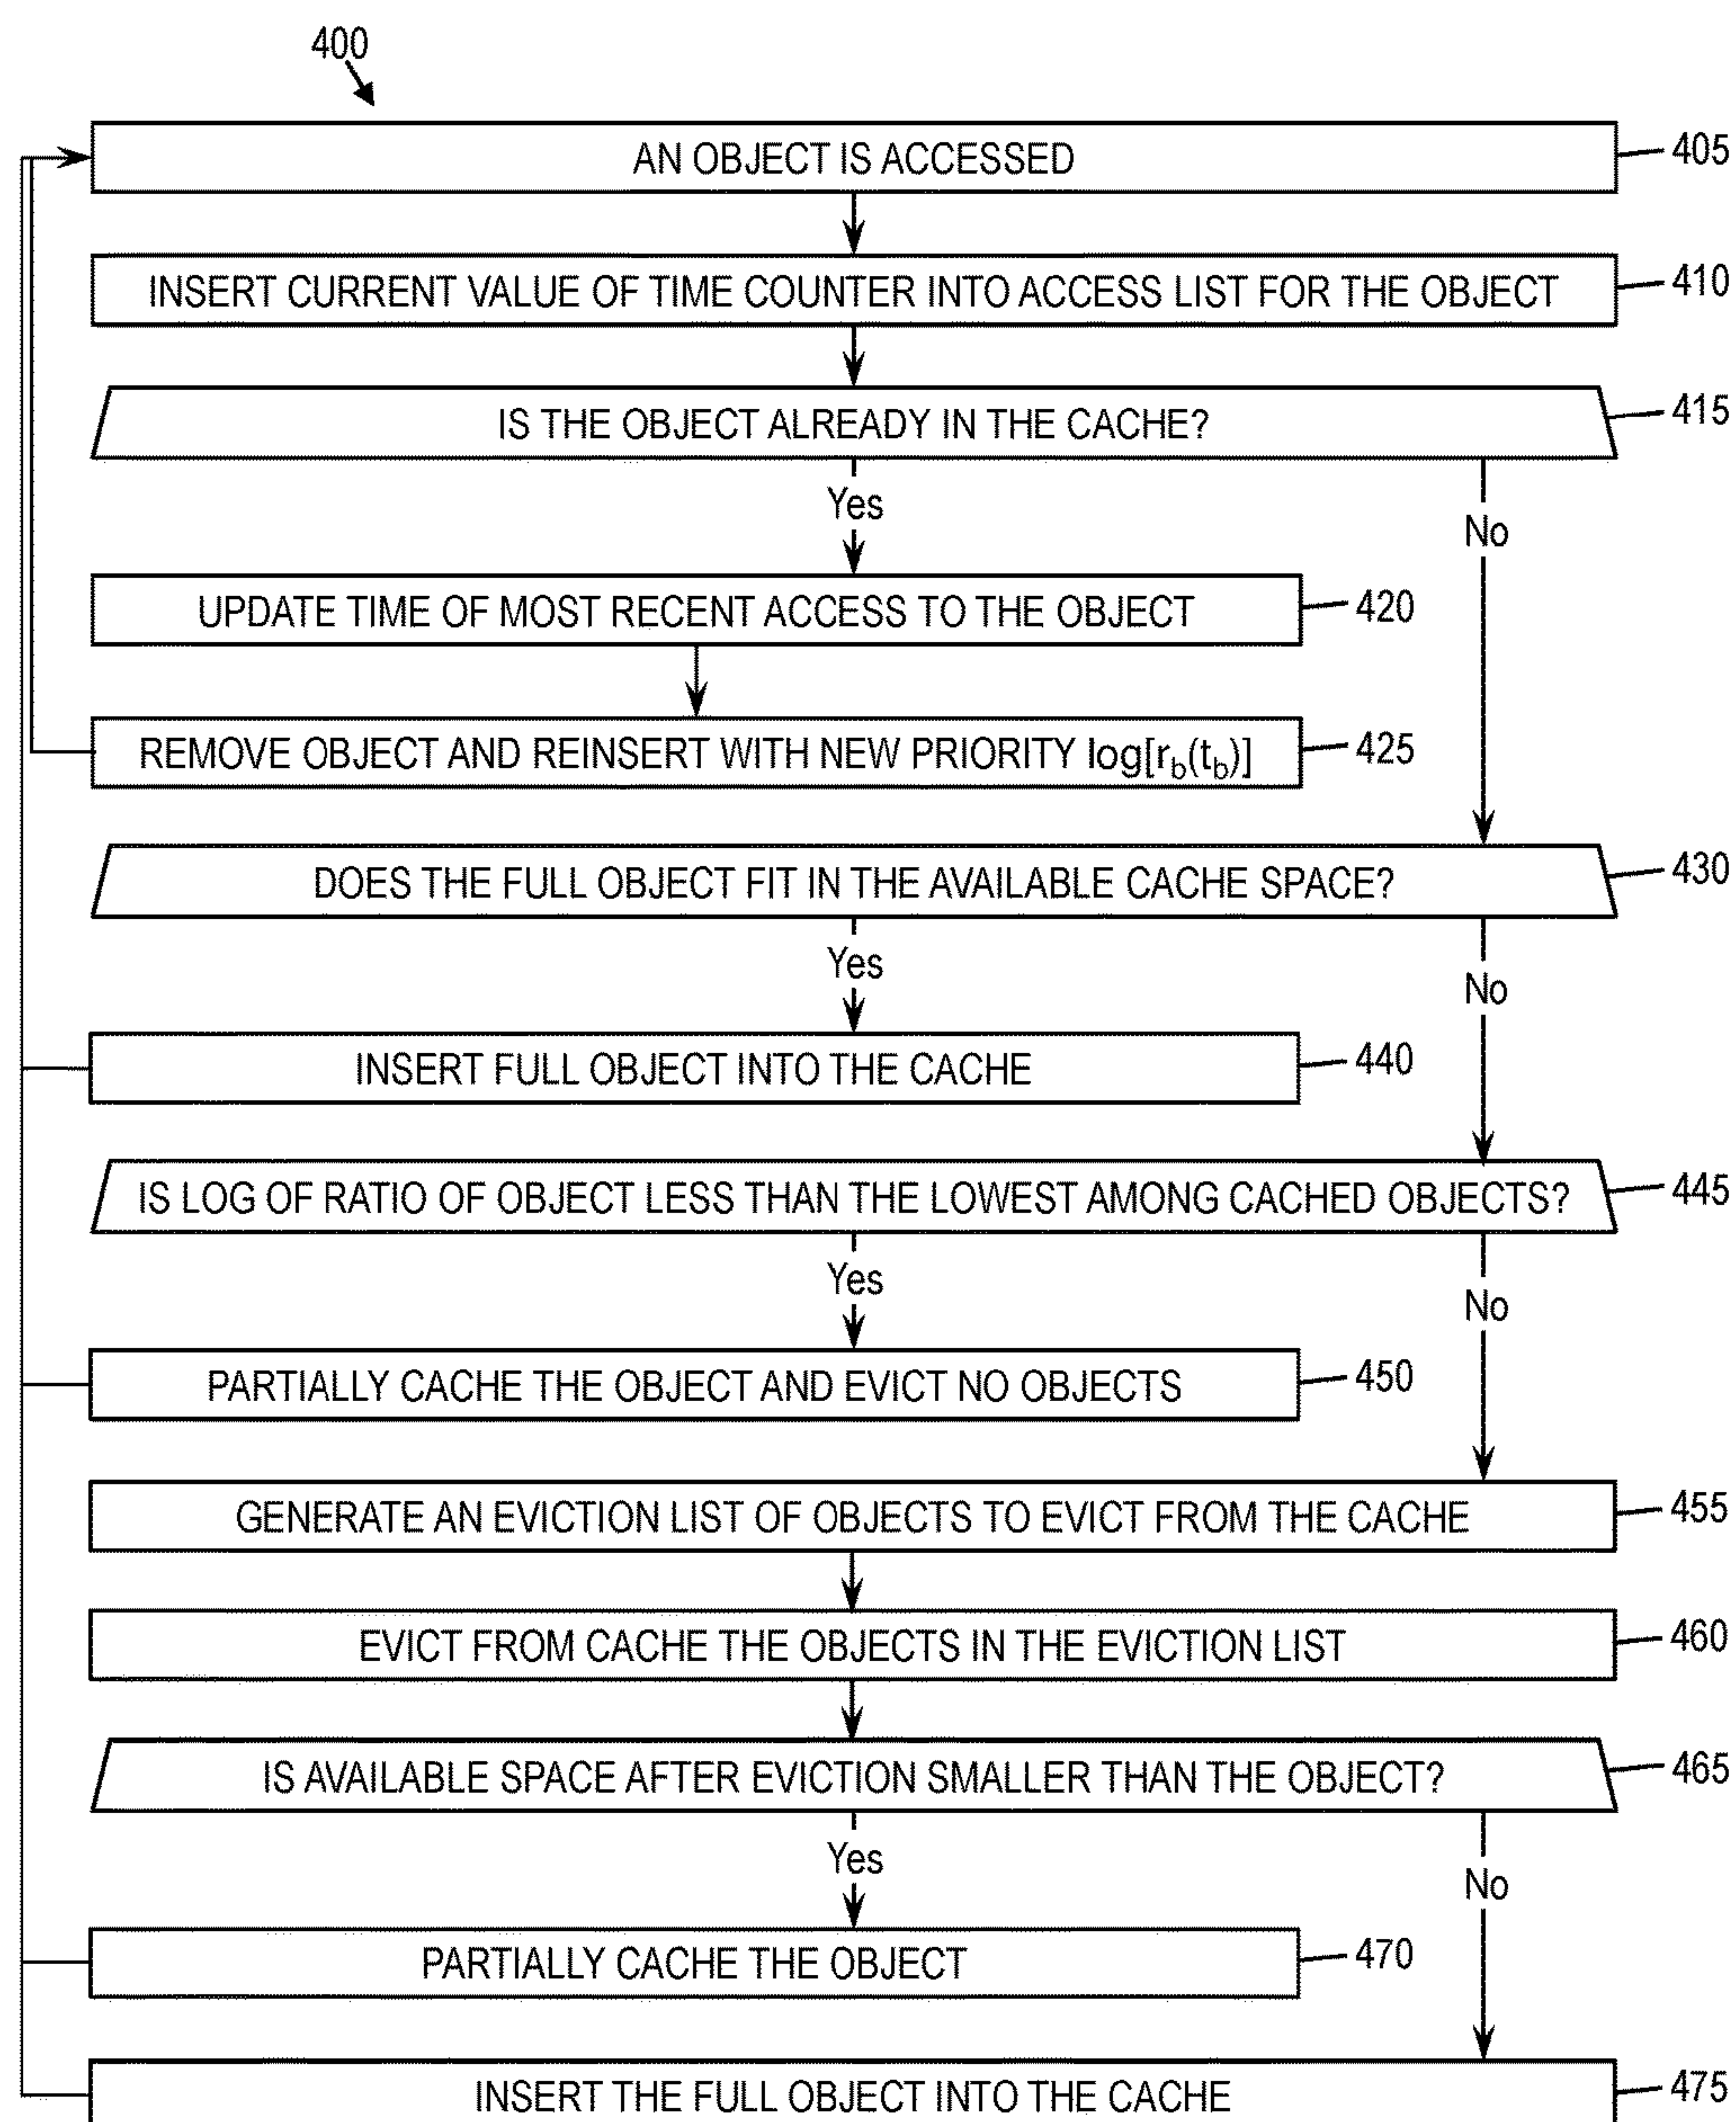 400
AN OBJECT IS ACCESSED 405
INSERT CURRENT VALUE OF TIME COUNTER INTO ACCESS LIST FOR THE OBJECT 410
IS THE OBJECT ALREADY IN THE CACHE? 415
Yes
No
UPDATE TIME OF MOST RECENT ACCESS TO THE OBJECT 420
REMOVE OBJECT AND REINSERT WITH NEW PRIORITY log[r_b(t_b)] 425
DOES THE FULL OBJECT FIT IN THE AVAILABLE CACHE SPACE? 430
Yes
No
INSERT FULL OBJECT INTO THE CACHE 440
IS LOG OF RATIO OF OBJECT LESS THAN THE LOWEST AMONG CACHED OBJECTS? 445
Yes
No
PARTIALLY CACHE THE OBJECT AND EVICT NO OBJECTS 450
GENERATE AN EVICTION LIST OF OBJECTS TO EVICT FROM THE CACHE 455
EVICT FROM CACHE THE OBJECTS IN THE EVICTION LIST 460
IS AVAILABLE SPACE AFTER EVICTION SMALLER THAN THE OBJECT? 465
Yes
No
PARTIALLY CACHE THE OBJECT 470
INSERT THE FULL OBJECT INTO THE CACHE 475